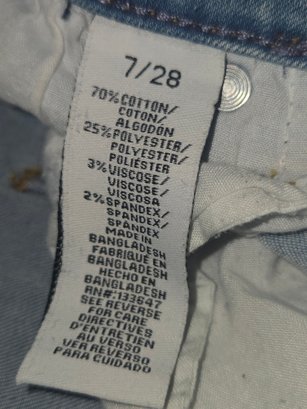 7/28
70% COTTON/
COTON/
ALGODON
25% POLYESTER/
POLYESTER/
POLIÉSTER
3% VISCOSE/
VISCOSE/
VISCOSA
2% SPANDEX/
SPANDEX/
SPANDEX
MADE IN
BANGLADESH
FABRIQUÉ EN
BANGLADESH
HECHO EN
BANGLADESH
RN#:133647
SEE REVERSE
FOR CARE
DIRECTIVES
D'ENTRETIEN
AU VERSO
VER REVERSO
PARA CUIDADO